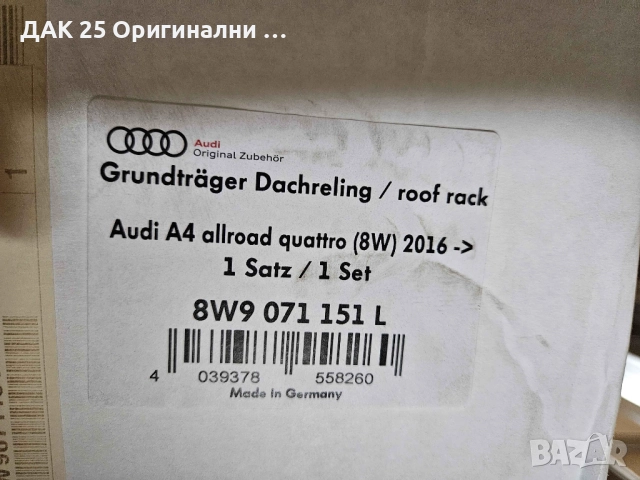 ДАК 25 Оригинални ...
Audi
Original Zubehör
Grundträger Dachreling / roof rack
Audi A4 allroad quattro (8W) 2016 ->
1 Satz / 1 Set
8W9 071 151 L
4 039378 558260
Made in Germany
BAZAR